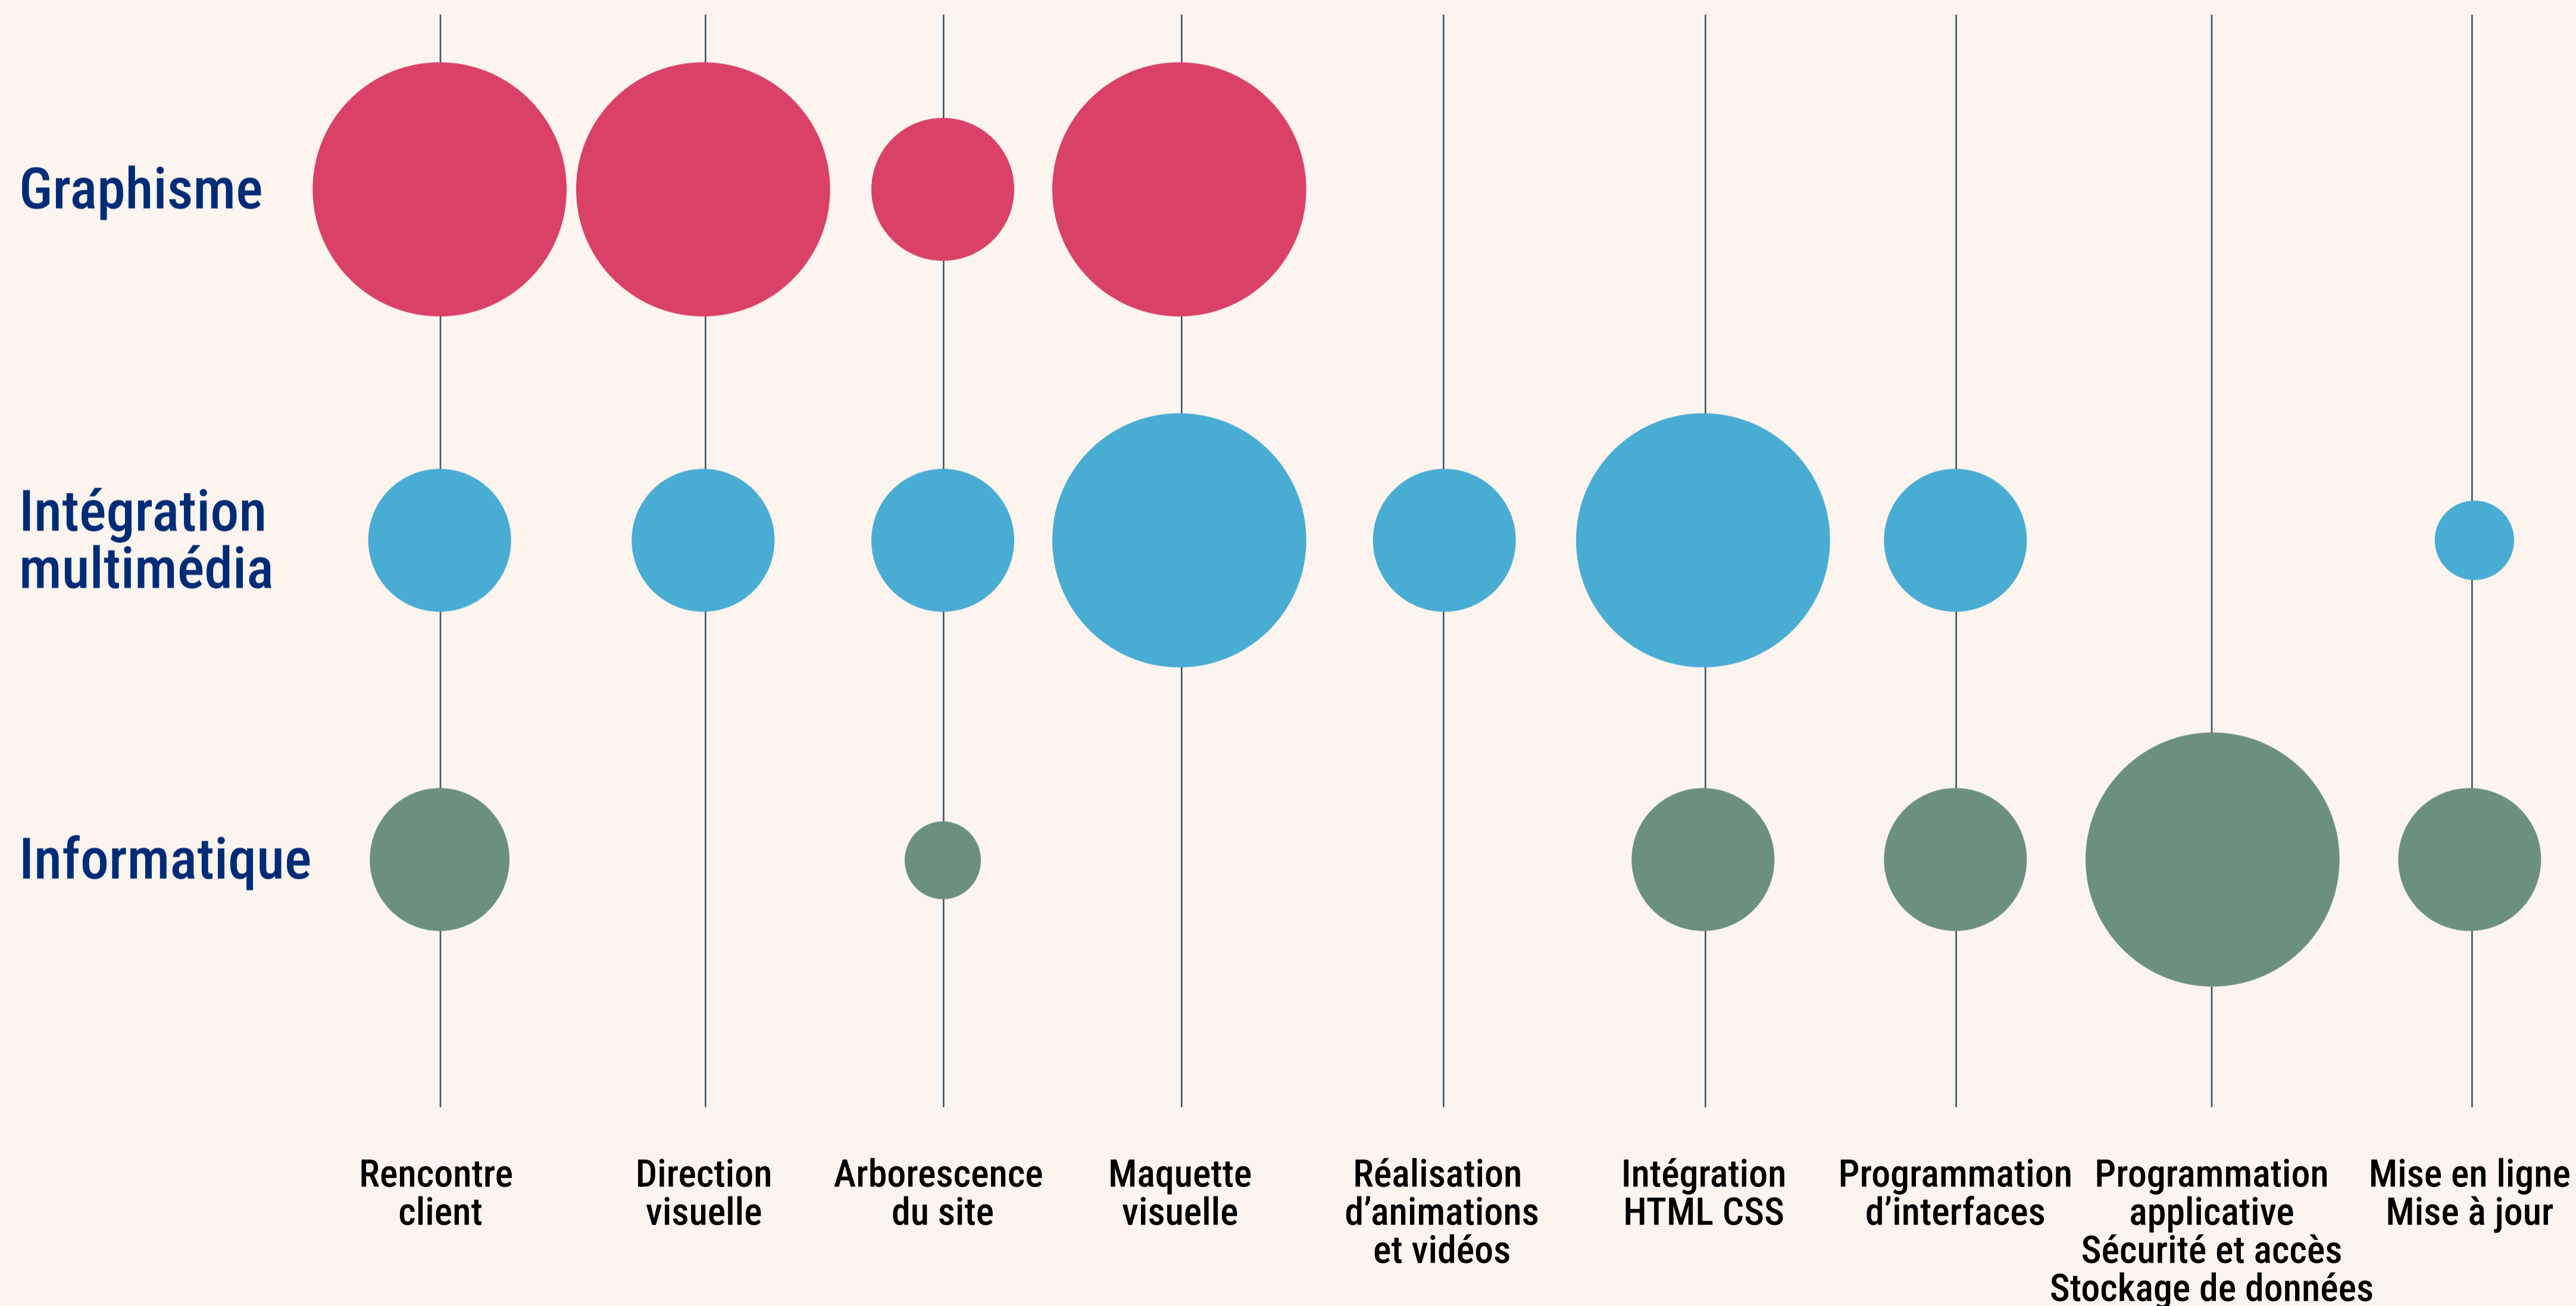 Graphisme
Intégration
multimédia
Informatique
Rencontre
client
Direction
visuelle
Arborescence
du site
Maquette
visuelle
Réalisation
d’animations
et vidéos
Intégration
HTML CSS
Programmation
d’interfaces
Programmation
applicative
Sécurité et accès
Stockage de données
Mise en ligne
Mise à jour